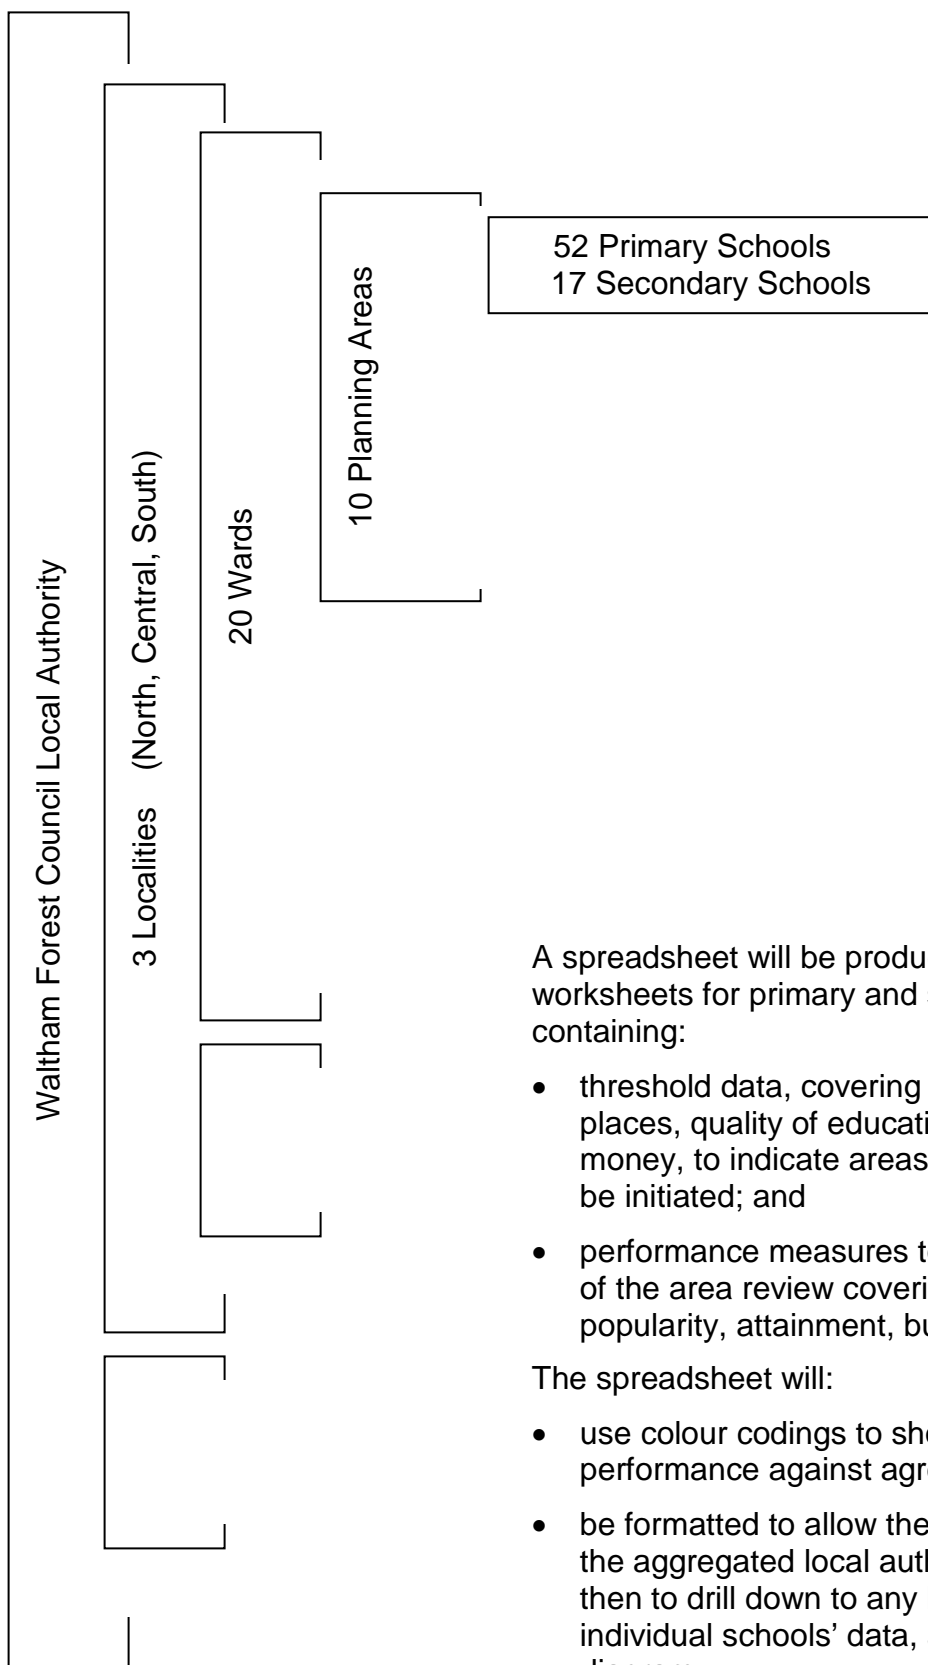 Waltham Forest Council Local Authority
3 Localities (North, Central, South)
20 Wards
10 Planning Areas
52 Primary Schools
17 Secondary Schools
A spreadsheet will be produ
worksheets for primary and
containing:
• threshold data, covering
places, quality of educati
money, to indicate areas
be initiated; and
• performance measures t
of the area review coveri
popularity, attainment, bu
The spreadsheet will:
• use colour codings to sh
performance against agr
• be formatted to allow the
the aggregated local aut
then to drill down to any
individual schools’ data,